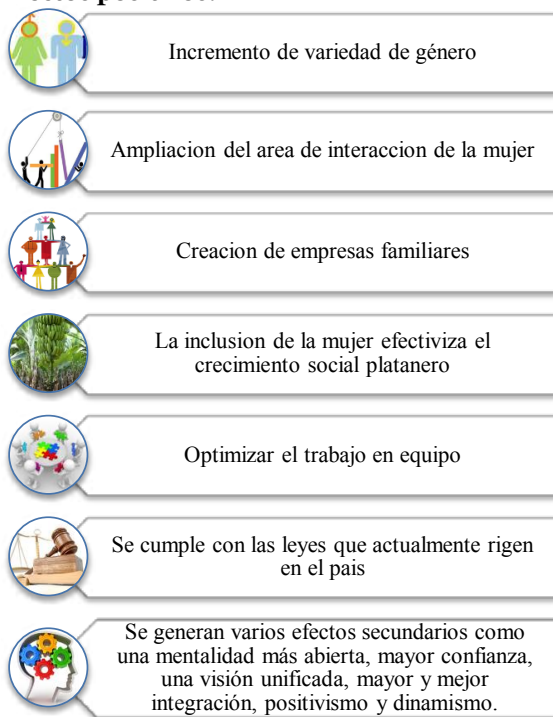 Incremento de variedad de género
Ampliacion del area de interaccion de la mujer
Creacion de empresas familiares
La inclusion de la mujer efectiviza el
crecimiento social platanero
Optimizar el trabajo en equipo
Se cumple con las leyes que actualmente rigen
en el pais
Se generan varios efectos secundarios como
una mentalidad más abierta, mayor confianza,
una visión unificada, mayor y mejor
integración, positivismo y dinamismo.